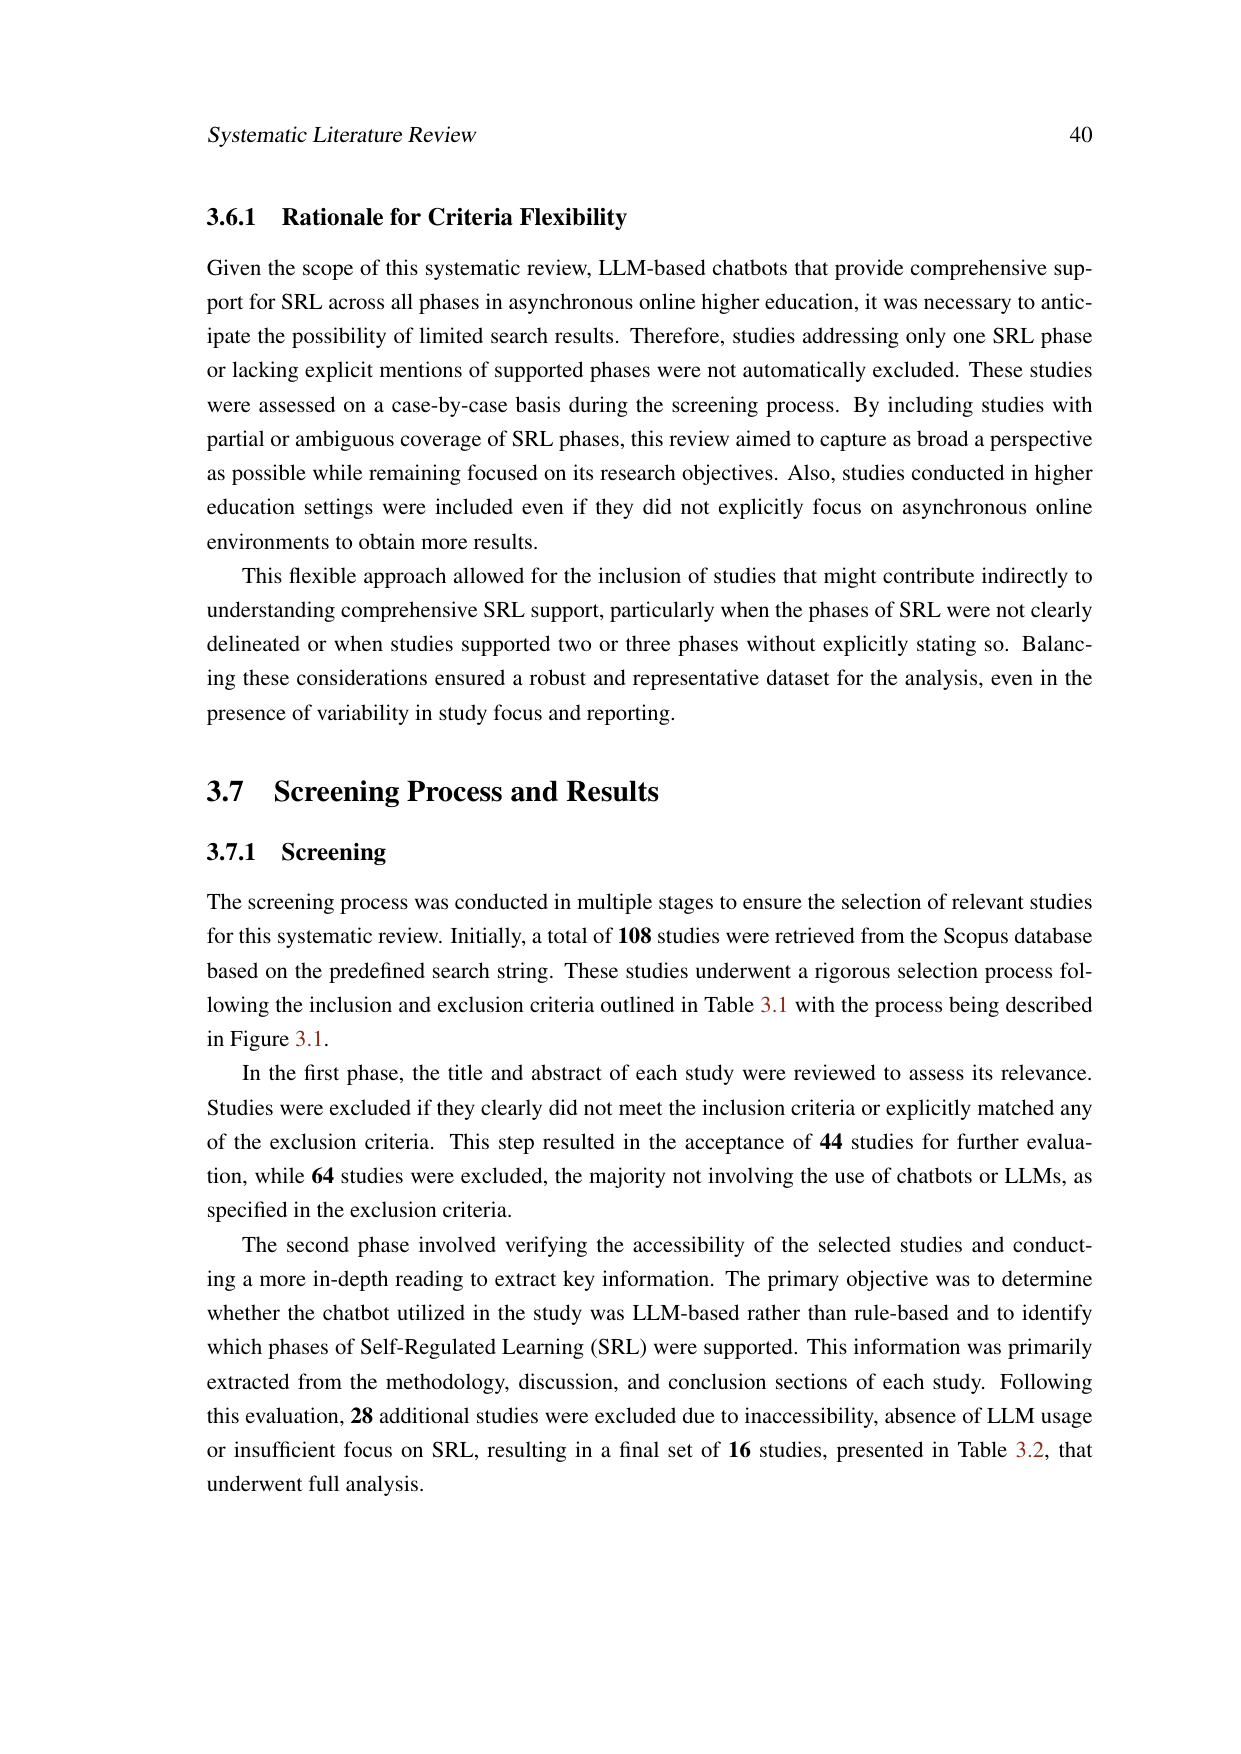 Systematic Literature Review 40
3.6.1 Rationale for Criteria Flexibility
Given the scope of this systematic review, LLM-based chatbots that provide comprehensive sup-
port for SRL across all phases in asynchronous online higher education, it was necessary to antic-
ipate the possibility of limited search results. Therefore, studies addressing only one SRL phase
or lacking explicit mentions of supported phases were not automatically excluded. These studies
were assessed on a case-by-case basis during the screening process. By including studies with
partial or ambiguous coverage of SRL phases, this review aimed to capture as broad a perspective
as possible while remaining focused on its research objectives. Also, studies conducted in higher
education settings were included even if they did not explicitly focus on asynchronous online
environments to obtain more results.
This flexible approach allowed for the inclusion of studies that might contribute indirectly to
understanding comprehensive SRL support, particularly when the phases of SRL were not clearly
delineated or when studies supported two or three phases without explicitly stating so. Balanc-
ing these considerations ensured a robust and representative dataset for the analysis, even in the
presence of variability in study focus and reporting.
3.7 Screening Process and Results
3.7.1 Screening
The screening process was conducted in multiple stages to ensure the selection of relevant studies
for this systematic review. Initially, a total of 108 studies were retrieved from the Scopus database
based on the predefined search string. These studies underwent a rigorous selection process fol-
lowing the inclusion and exclusion criteria outlined in Table 3.1 with the process being described
in Figure 3.1.
In the first phase, the title and abstract of each study were reviewed to assess its relevance.
Studies were excluded if they clearly did not meet the inclusion criteria or explicitly matched any
of the exclusion criteria. This step resulted in the acceptance of 44 studies for further evalua-
tion, while 64 studies were excluded, the majority not involving the use of chatbots or LLMs, as
specified in the exclusion criteria.
The second phase involved verifying the accessibility of the selected studies and conduct-
ing a more in-depth reading to extract key information. The primary objective was to determine
whether the chatbot utilized in the study was LLM-based rather than rule-based and to identify
which phases of Self-Regulated Learning (SRL) were supported. This information was primarily
extracted from the methodology, discussion, and conclusion sections of each study. Following
this evaluation, 28 additional studies were excluded due to inaccessibility, absence of LLM usage
or insufficient focus on SRL, resulting in a final set of 16 studies, presented in Table 3.2, that
underwent full analysis.